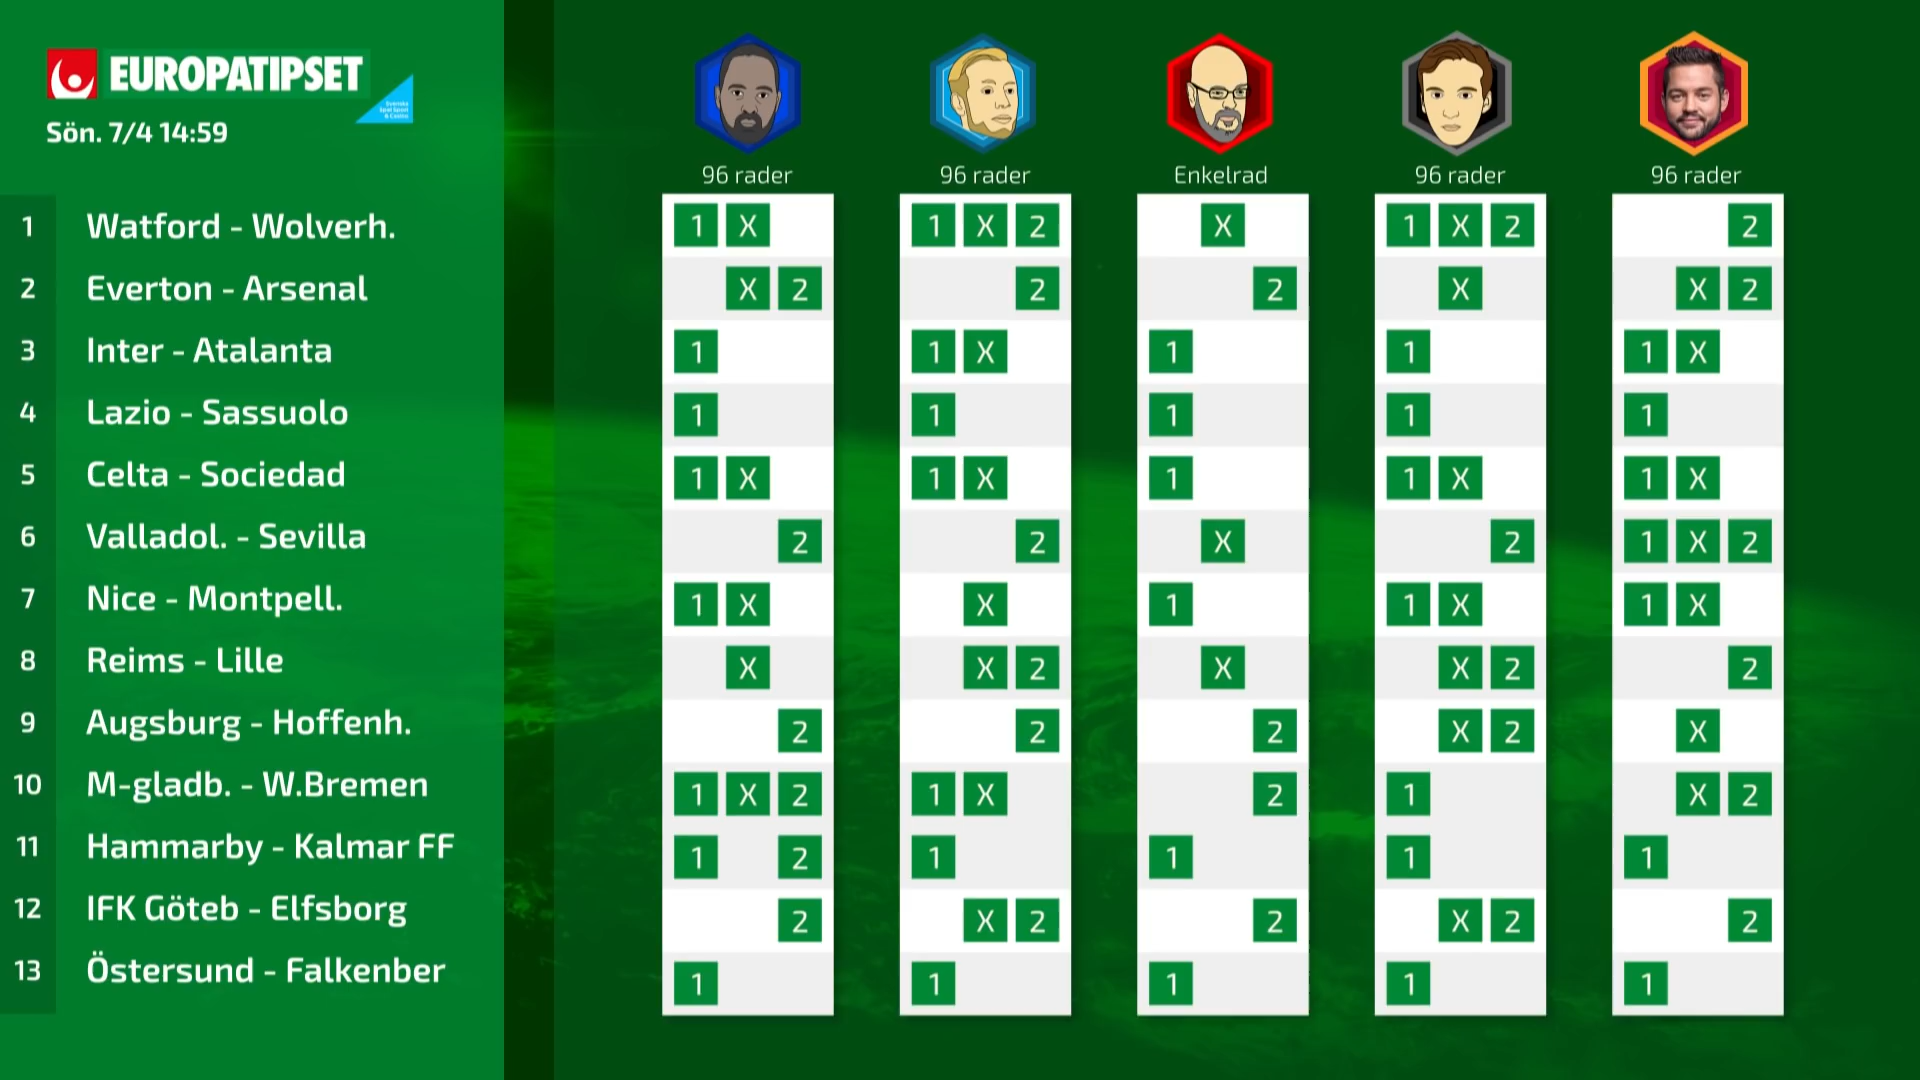 EUROPATIPSET
Svenska
Spel Sport
& Casino
Sön. 7/4 14:59
96 rader 96 rader Enkelrad 96 rader 96 rader
1 Watford - Wolverh. 1 X 1 X 2 X 1 X 2 2
2 Everton - Arsenal X 2 2 2 X X 2
3 Inter - Atalanta 1 1 X 1 1 1 X
4 Lazio - Sassuolo 1 1 1 1 1
5 Celta - Sociedad 1 X 1 X 1 1 X 1 X
6 Valladol. - Sevilla 2 2 X 2 1 X 2
7 Nice - Montpell. 1 X X 1 1 X 1 X
8 Reims - Lille X X 2 X X 2 2
9 Augsburg - Hoffenh. 2 2 2 X 2 X
10 M-gladb. - W.Bremen 1 X 2 1 X 2 1 X 2
11 Hammarby - Kalmar FF 1 2 1 1 1 1
12 IFK Göteb - Elfsborg 2 X 2 2 X 2 2
13 Östersund - Falkenber 1 1 1 1 1